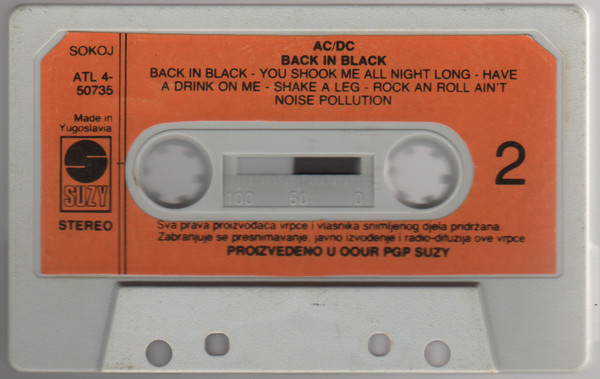 SOKOJ
ATL 4-
50735
Made in
Yugoslavia
SUZY
STEREO
AC/DC
BACK IN BLACK
BACK IN BLACK - YOU SHOOK ME ALL NIGHT LONG - HAVE
A DRINK ON ME - SHAKE A LEG - ROCK AN ROLL AIN'T
NOISE POLLUTION
2
100 50 0
Sva prava proizvođača vrpce i vlasnika snimljenog djela pridržana.
Zabranjuje se presnimavanje, javno izvođenje i radio-difuzija ove vrpce
PROIZVEDENO U OOUR PGP SUZY